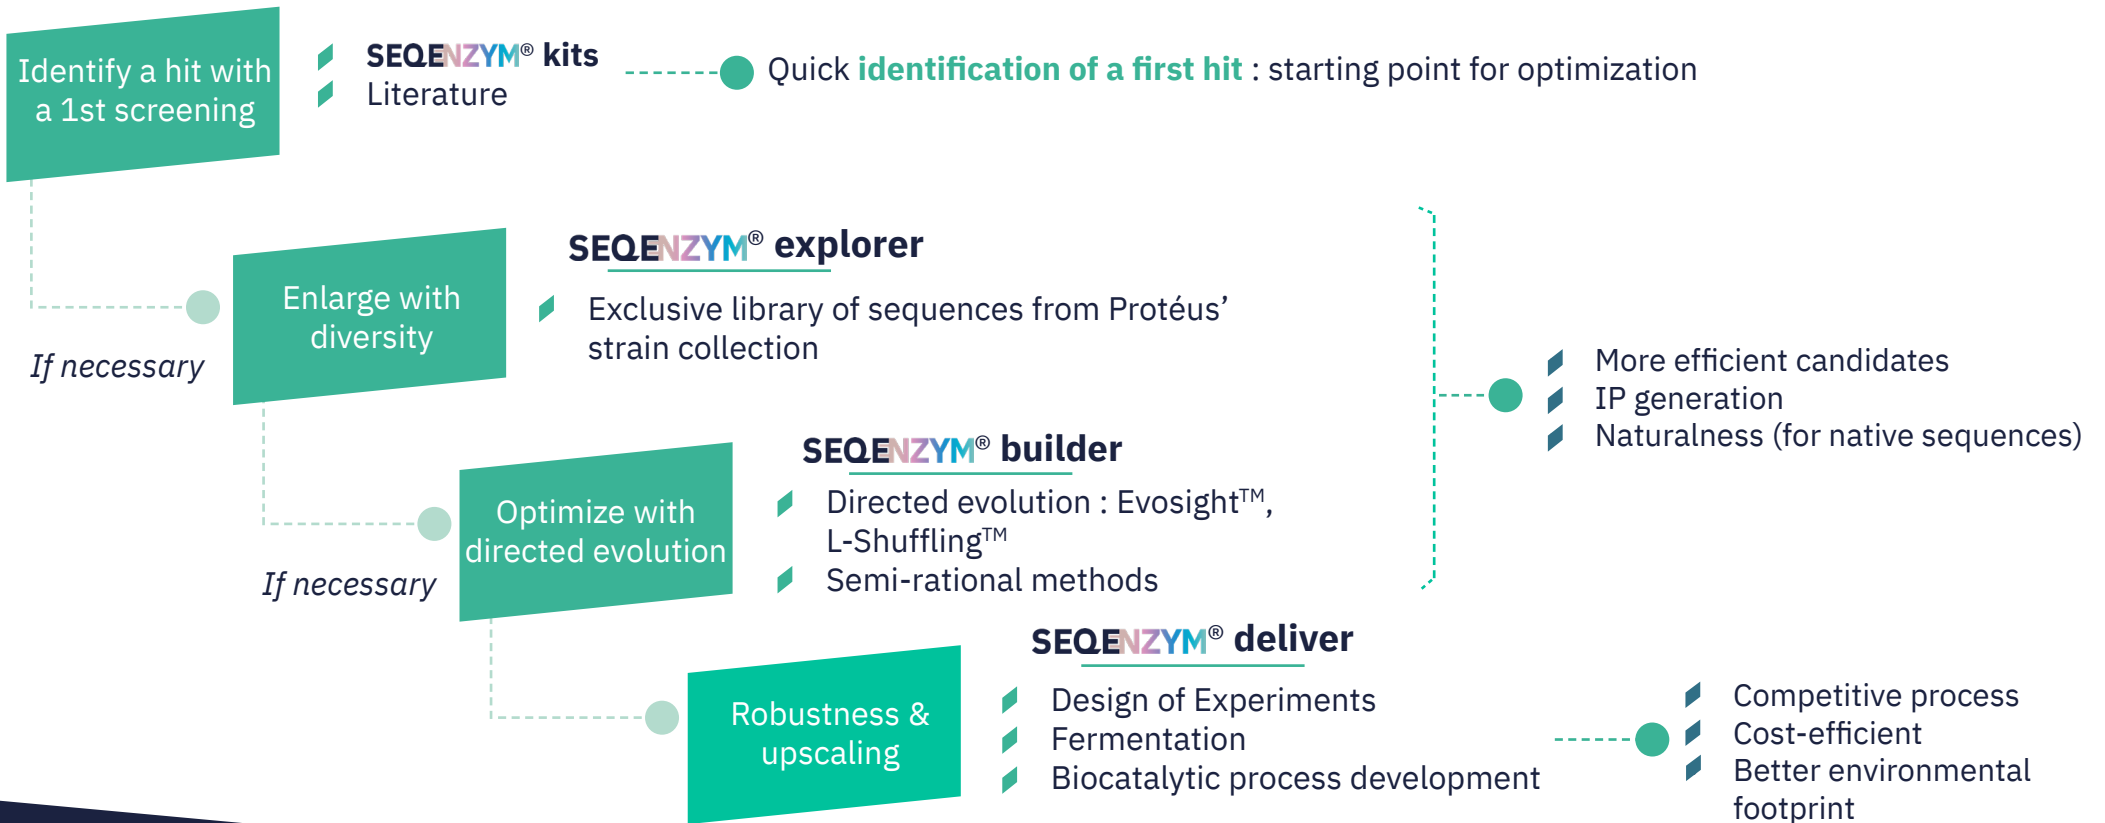 Identify a hit with
a 1st screening
SEQENZYM® kits
Literature
Quick identification of a first hit : starting point for optimization
If necessary
Enlarge with
diversity
SEQENZYM® explorer
Exclusive library of sequences from Protéus’
strain collection
If necessary
Optimize with
directed evolution
SEQENZYM® builder
Directed evolution : Evosight™,
L-Shuffling™
Semi-rational methods
More efficient candidates
IP generation
Naturalness (for native sequences)
Robustness &
upscaling
SEQENZYM® deliver
Design of Experiments
Fermentation
Biocatalytic process development
Competitive process
Cost-efficient
Better environmental
footprint